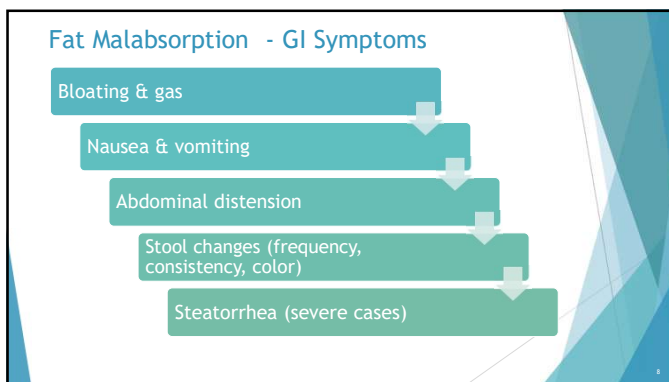 Fat Malabsorption - GI Symptoms
Bloating & gas
Nausea & vomiting
Abdominal distension
Stool changes (frequency,
consistency, color)
Steatorrhea (severe cases)
8